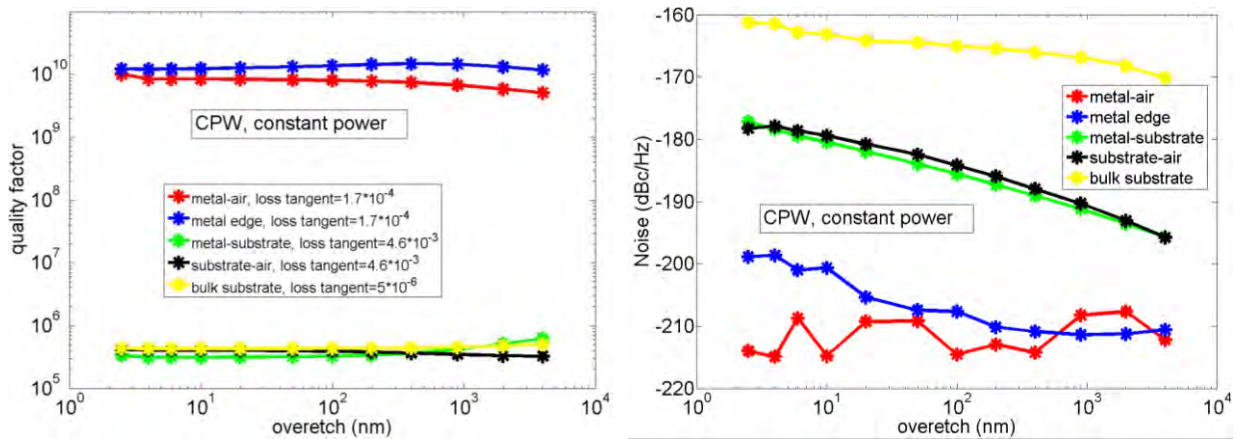 10^10
10^9
10^8
10^7
10^6
10^5
quality factor
CPW, constant power
metal-air, loss tangent=1.7*10^-4
metal edge, loss tangent=1.7*10^-4
metal-substrate, loss tangent=4.6*10^-3
substrate-air, loss tangent=4.6*10^-3
bulk substrate, loss tangent=5*10^-6
10^0 10^1 10^2 10^3 10^4
overetch (nm)
-160
-170
-180
-190
-200
-210
-220
Noise (dBc/Hz)
metal-air
metal edge
metal-substrate
substrate-air
bulk substrate
CPW, constant power
10^0 10^1 10^2 10^3 10^4
overetch (nm)